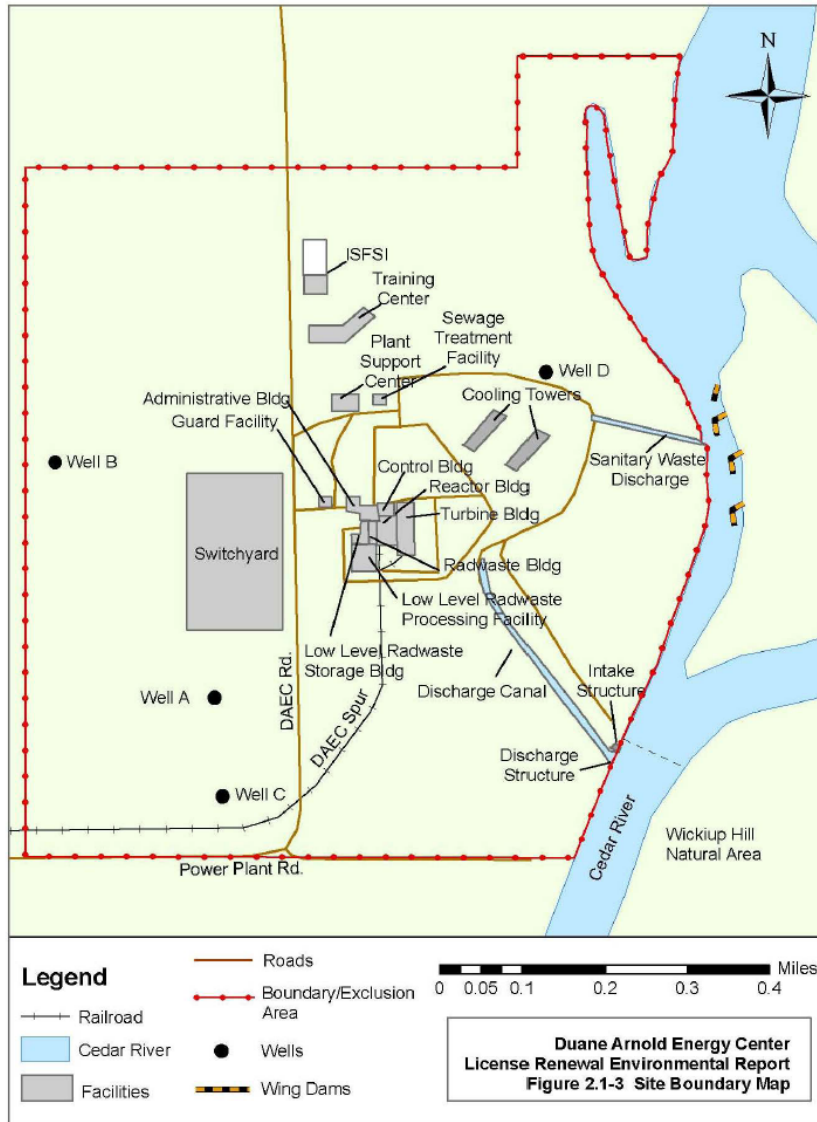 N
ISFSI
Training
Center
Sewage
Treatment
Facility
Plant
Support
Center
Well D
Administrative Bldg
Guard Facility
Cooling Towers
Well B
Control Bldg
Sanitary Waste
Discharge
Reactor Bldg
Turbine Bldg
Switchyard
Radwaste Bldg
Low Level Radwaste
Processing Facility
Low Level Radwaste
Storage Bldg
DAEC Rd.
Discharge Canal
Intake
Structure
Well A
DAEC Spur
Discharge
Structure
Well C
Cedar River
Wickiup Hill
Natural Area
Power Plant Rd.
Legend
Railroad
Cedar River
Facilities
Roads
Boundary/Exclusion
Area
Wells
Wing Dams
Miles
0 0.05 0.1 0.2 0.3 0.4
Duane Arnold Energy Center
License Renewal Environmental Report
Figure 2.1-3 Site Boundary Map